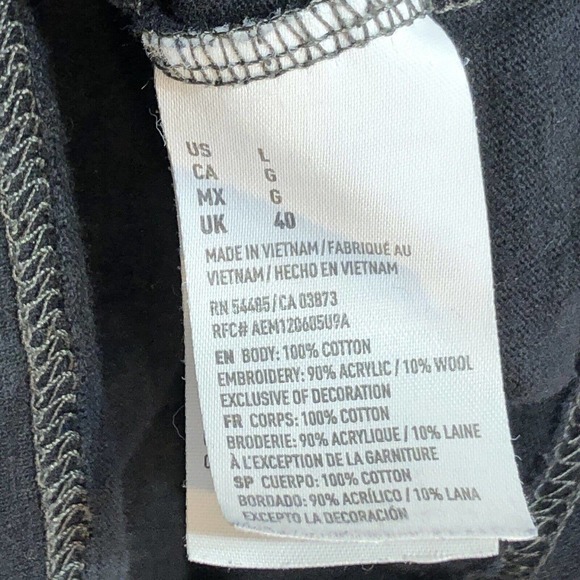 US L
CA G
MX G
UK 40
MADE IN VIETNAM / FABRIQUÉ AU
VIETNAM / HECHO EN VIETNAM
RN 54485 / CA 03873
RFC# AEM120605U9A
EN BODY: 100% COTTON
EMBROIDERY: 90% ACRYLIC / 10% WOOL
EXCLUSIVE OF DECORATION
FR CORPS: 100% COTTON
BRODERIE: 90% ACRYLIQUE / 10% LAINE
À L'EXCEPTION DE LA GARNITURE
SP CUERPO: 100% COTTON
BORDADO: 90% ACRÍLICO / 10% LANA
EXCEPTO LA DECORACIÓN